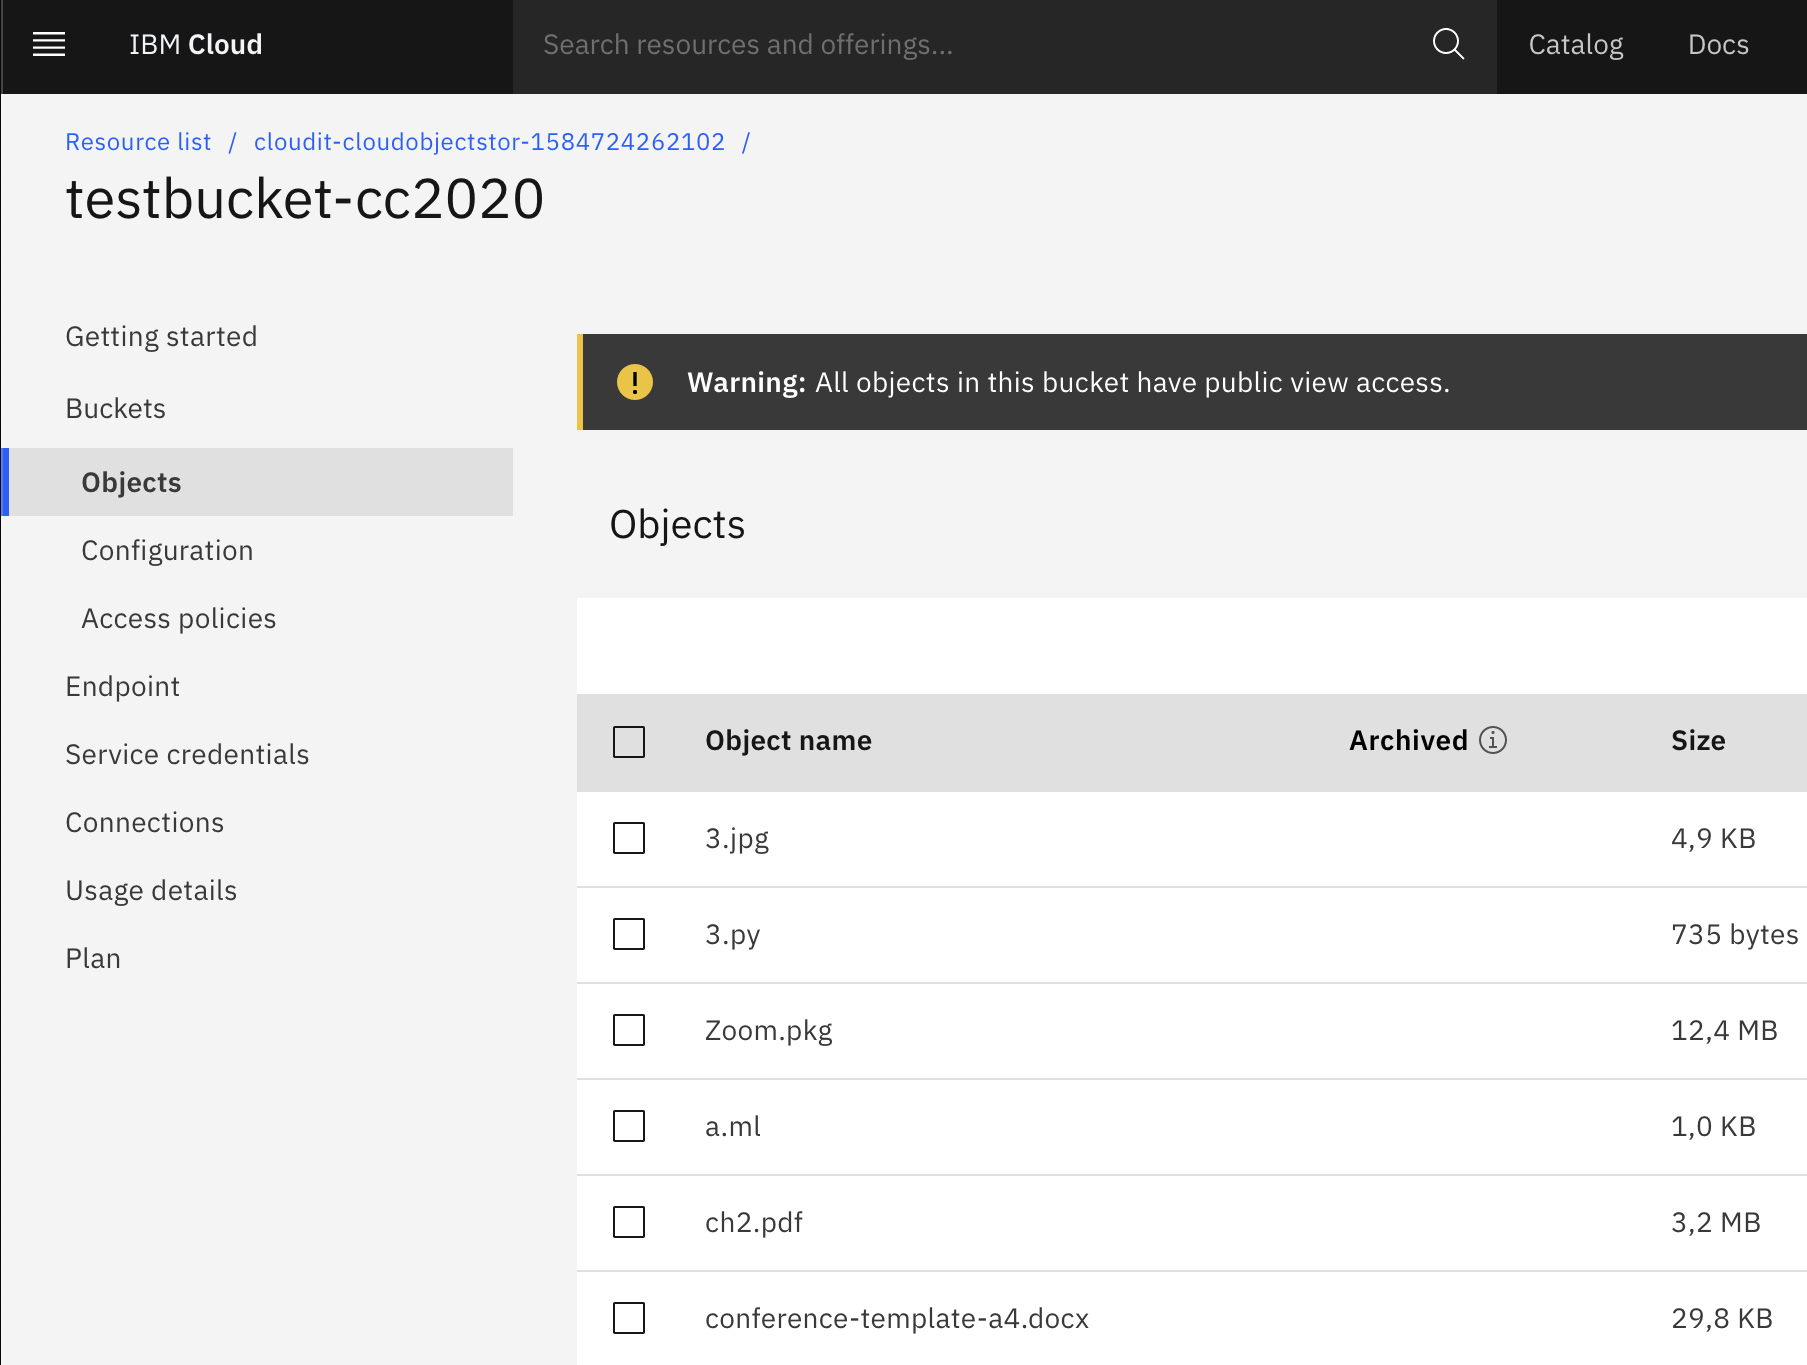 IBM Cloud
Search resources and offerings...
Catalog
Docs
Resource list / cloudit-cloudobjectstor-1584724262102 /
testbucket-cc2020
Getting started
Buckets
Objects
Configuration
Access policies
Endpoint
Service credentials
Connections
Usage details
Plan
Warning: All objects in this bucket have public view access.
Objects
Object name Archived Size
3.jpg 4,9 KB
3.py 735 bytes
Zoom.pkg 12,4 MB
a.ml 1,0 KB
ch2.pdf 3,2 MB
conference-template-a4.docx 29,8 KB